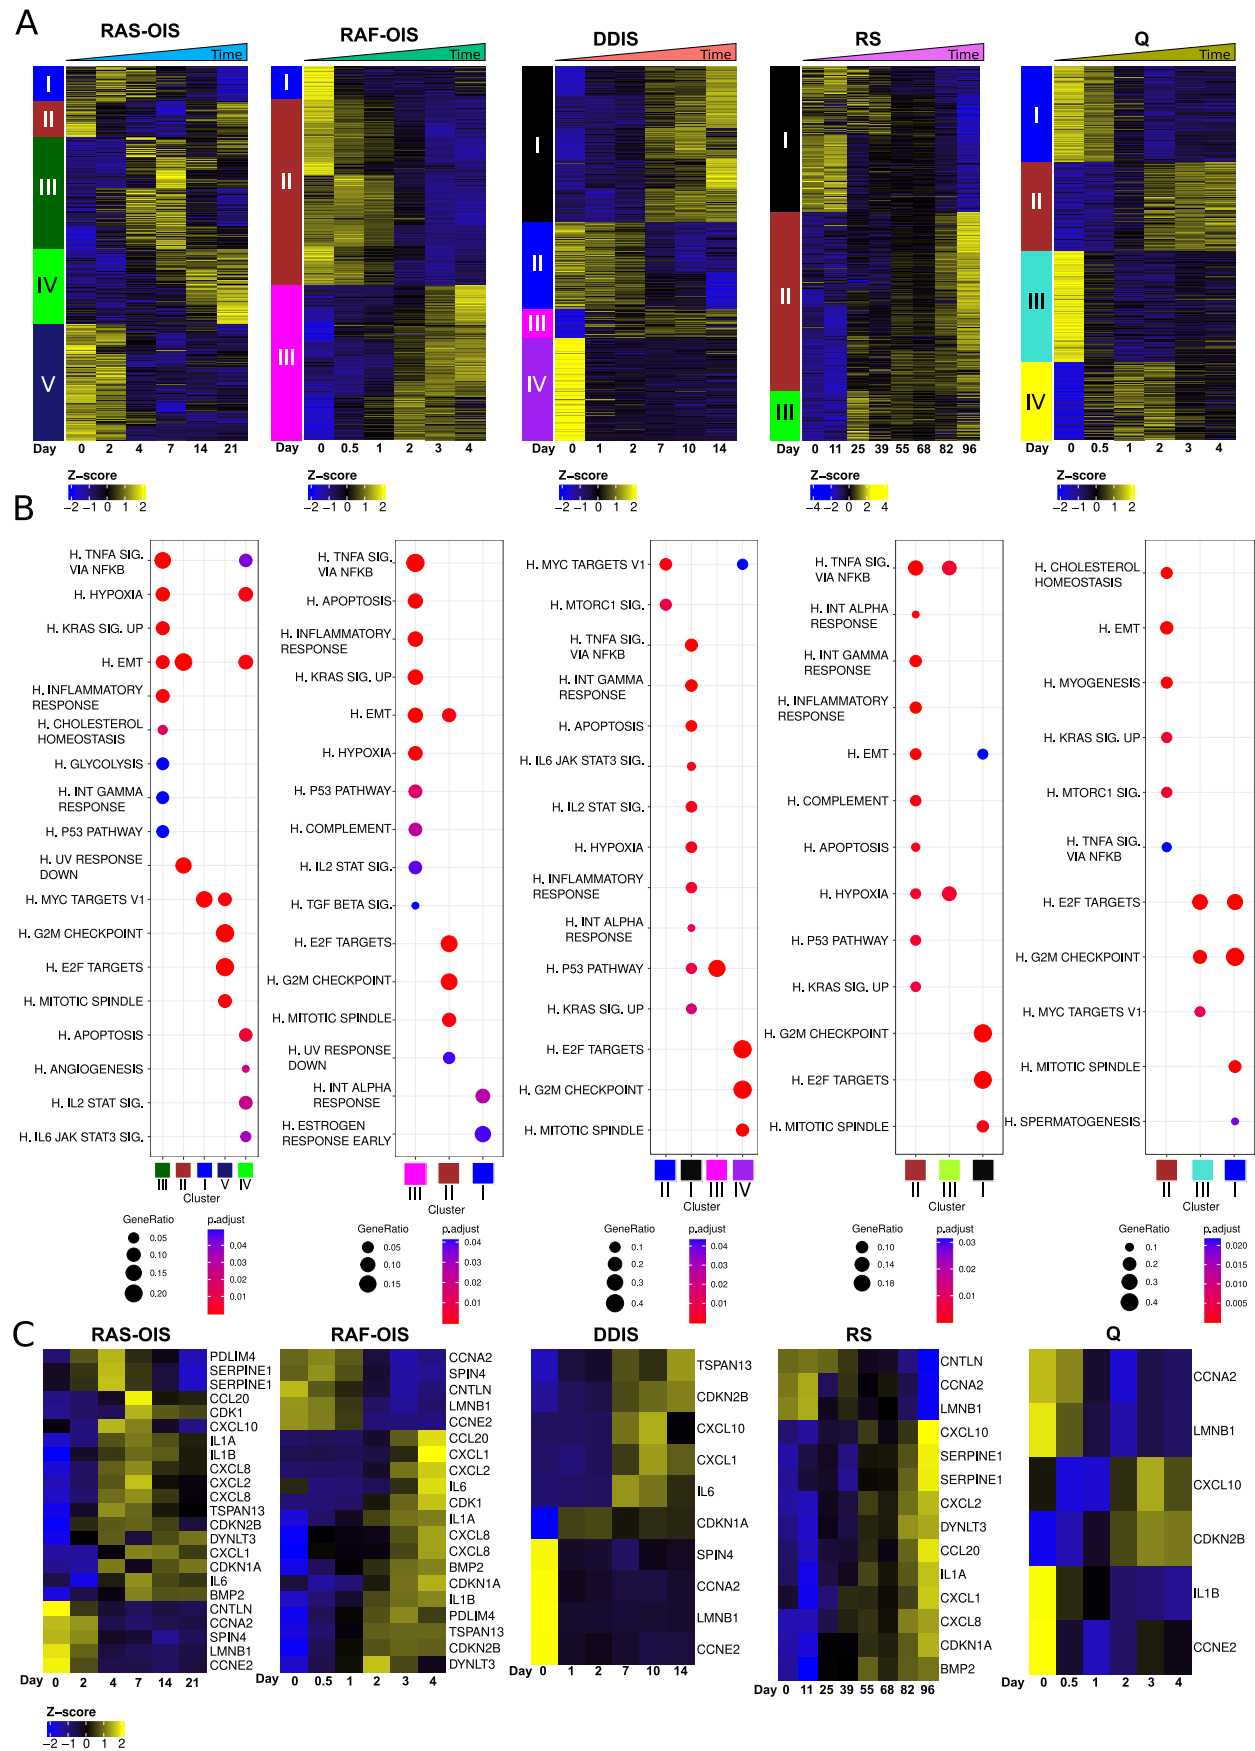 A
RAS-OIS
RAF-OIS
DDIS
RS
Q
Time
Time
Time
Time
Time
I
II
III
IV
V
I
II
III
I
II
III
IV
I
II
III
I
II
III
IV
Day 0 2 4 7 14 21
Day 0 0.5 1 2 3 4
Day 0 1 2 7 10 14
Day 0 11 25 39 55 68 82 96
Day 0 0.5 1 2 3 4
Z-score
-2 -1 0 1 2
Z-score
-2 -1 0 1 2
Z-score
-2 -1 0 1 2
Z-score
-4 -2 0 2 4
Z-score
-2 -1 0 1 2
B
H. TNFA SIG.
VIA NFKB
H. HYPOXIA
H. KRAS SIG. UP
H. EMT
H. INFLAMMATORY
RESPONSE
H. CHOLESTEROL
HOMEOSTASIS
H. GLYCOLYSIS
H. INT GAMMA
RESPONSE
H. P53 PATHWAY
H. UV RESPONSE
DOWN
H. MYC TARGETS V1
H. G2M CHECKPOINT
H. E2F TARGETS
H. MITOTIC SPINDLE
H. APOPTOSIS
H. ANGIOGENESIS
H. IL2 STAT SIG.
H. IL6 JAK STAT3 SIG.
III II I V IV
Cluster
GeneRatio
0.05
0.10
0.15
0.20
p.adjust
0.04
0.03
0.02
0.01
H. TNFA SIG.
VIA NFKB
H. APOPTOSIS
H. INFLAMMATORY
RESPONSE
H. KRAS SIG. UP
H. EMT
H. HYPOXIA
H. P53 PATHWAY
H. COMPLEMENT
H. IL2 STAT SIG.
H. TGF BETA SIG.
H. E2F TARGETS
H. G2M CHECKPOINT
H. MITOTIC SPINDLE
H. UV RESPONSE
DOWN
H. INT ALPHA
RESPONSE
H. ESTROGEN
RESPONSE EARLY
III II I
Cluster
GeneRatio
0.05
0.10
0.15
p.adjust
0.04
0.03
0.02
0.01
H. MYC TARGETS V1
H. MTORC1 SIG.
H. TNFA SIG.
VIA NFKB
H. INT GAMMA
RESPONSE
H. APOPTOSIS
H. IL6 JAK STAT3 SIG.
H. IL2 STAT SIG.
H. HYPOXIA
H. INFLAMMATORY
RESPONSE
H. INT ALPHA
RESPONSE
H. P53 PATHWAY
H. KRAS SIG. UP
H. E2F TARGETS
H. G2M CHECKPOINT
H. MITOTIC SPINDLE
II I III IV
Cluster
GeneRatio
0.1
0.2
0.3
0.4
p.adjust
0.04
0.03
0.02
0.01
H. TNFA SIG.
VIA NFKB
H. INT ALPHA
RESPONSE
H. INT GAMMA
RESPONSE
H. INFLAMMATORY
RESPONSE
H. EMT
H. COMPLEMENT
H. APOPTOSIS
H. HYPOXIA
H. P53 PATHWAY
H. KRAS SIG. UP
H. G2M CHECKPOINT
H. E2F TARGETS
H. MITOTIC SPINDLE
II III I
Cluster
GeneRatio
0.10
0.14
0.18
p.adjust
0.03
0.02
0.01
H. CHOLESTEROL
HOMEOSTASIS
H. EMT
H. MYOGENESIS
H. KRAS SIG. UP
H. MTORC1 SIG.
H. TNFA SIG.
VIA NFKB
H. E2F TARGETS
H. G2M CHECKPOINT
H. MYC TARGETS V1
H. MITOTIC SPINDLE
H. SPERMATOGENESIS
II III I
Cluster
GeneRatio
0.1
0.2
0.3
0.4
p.adjust
0.020
0.015
0.010
0.005
C
RAS-OIS
PDLIM4
SERPINE1
SERPINE1
CCL20
CDK1
CXCL10
IL1A
IL1B
CXCL8
CXCL2
CXCL8
TSPAN13
CDKN2B
DYNLT3
CXCL1
CDKN1A
IL6
BMP2
CNTLN
CCNA2
SPIN4
LMNB1
CCNE2
Day 0 2 4 7 14 21
Z-score
-2 -1 0 1 2
RAF-OIS
CCNA2
SPIN4
CNTLN
LMNB1
CCNE2
CCL20
CXCL1
CXCL2
IL6
CDK1
IL1A
CXCL8
CXCL8
BMP2
CDKN1A
IL1B
PDLIM4
TSPAN13
CDKN2B
DYNLT3
Day 0 0.5 1 2 3 4
DDIS
TSPAN13
CDKN2B
CXCL10
CXCL1
IL6
CDKN1A
SPIN4
CCNA2
LMNB1
CCNE2
Day 0 1 2 7 10 14
RS
CNTLN
CCNA2
LMNB1
CXCL10
SERPINE1
SERPINE1
CXCL2
DYNLT3
CCL20
IL1A
CXCL1
CXCL8
CDKN1A
BMP2
Day 0 11 25 39 55 68 82 96
Q
CCNA2
LMNB1
CXCL10
CDKN2B
IL1B
CCNE2
Day 0 0.5 1 2 3 4